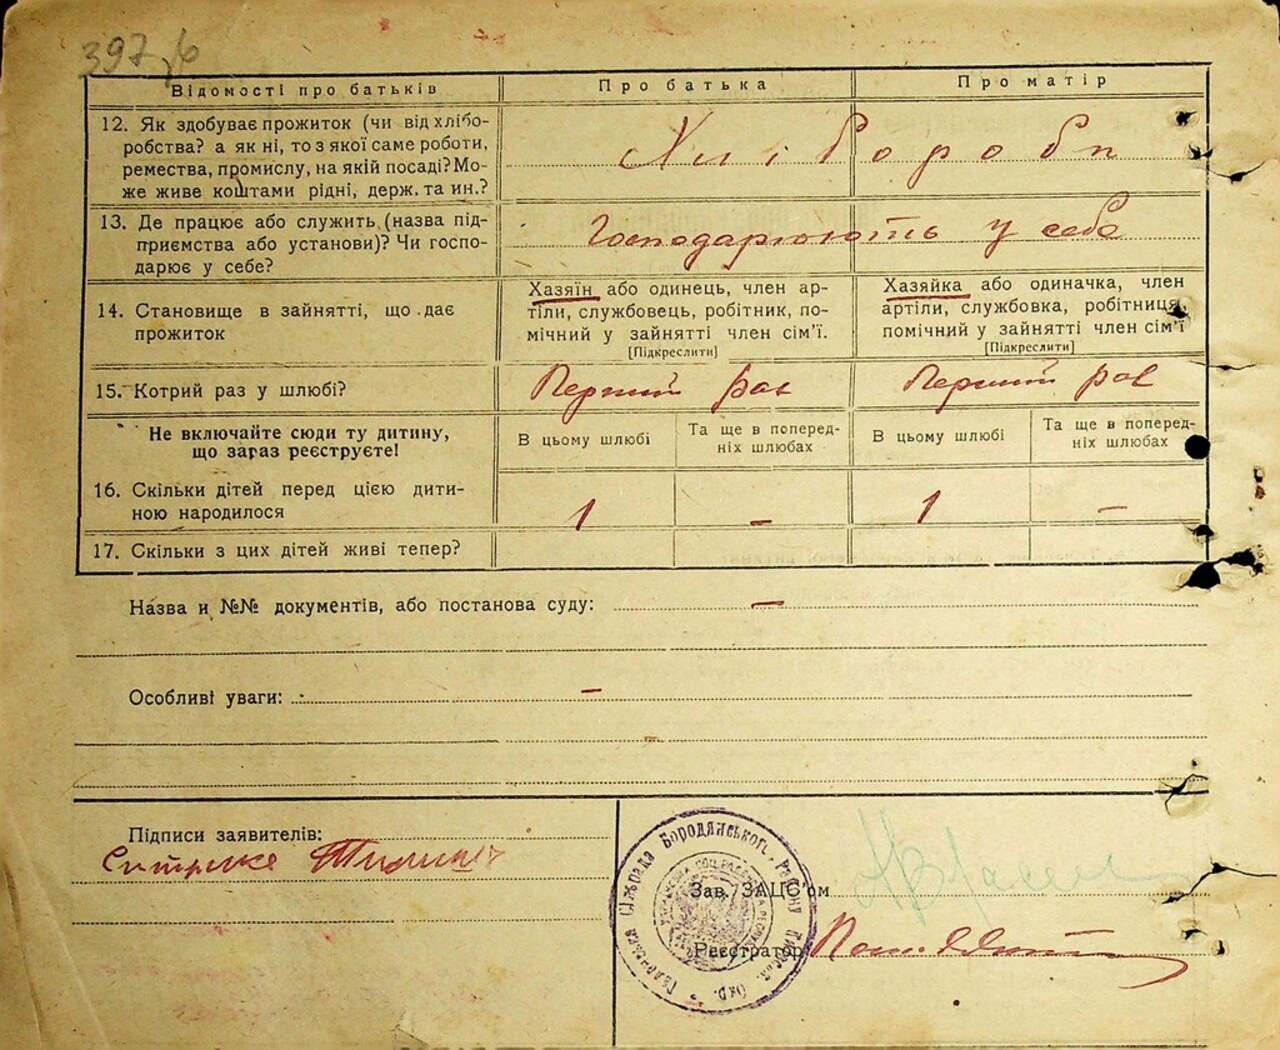 397
Відомості про батьків
Про батька
Про матір
12. Як здобуває прожиток (чи від хлібо-
робства? а як ні, то з якої саме роботи,
ремества, промислу, на якій посаді? Мо-
же живе коштами рідні, держ. та ин.?
Хлібороби
13. Де працює або служить (назва під-
приємства або установи)? Чи госпо-
дарює у себе?
Господарюють у себе
14. Становище в зайнятті, що дає
прожиток
Хазяїн або одинець, член ар-
тіли, службовець, робітник, по-
мічний у зайнятті член сім'ї.
[Підкреслити]
Хазяйка або одиначка, член
артіли, службовка, робітниця,
помічний у зайнятті член сім'ї
[Підкреслити]
15. Котрий раз у шлюбі?
Перший раз
Перший раз
Не включайте сюди ту дитину,
що зараз реєструєте!
В цьому шлюбі
Та ще в поперед-
ніх шлюбах
В цьому шлюбі
Та ще в поперед-
ніх шлюбах
16. Скільки дітей перед цією дити-
ною народилося
1
–
1
–
17. Скільки з цих дітей живі тепер?
Назва и №№ документів, або постанова суду: –
Особливі уваги: –
Підписи заявителів:
Зав. ЗАЦС'ом
Реєстратор
Сільрада Бородянського Району